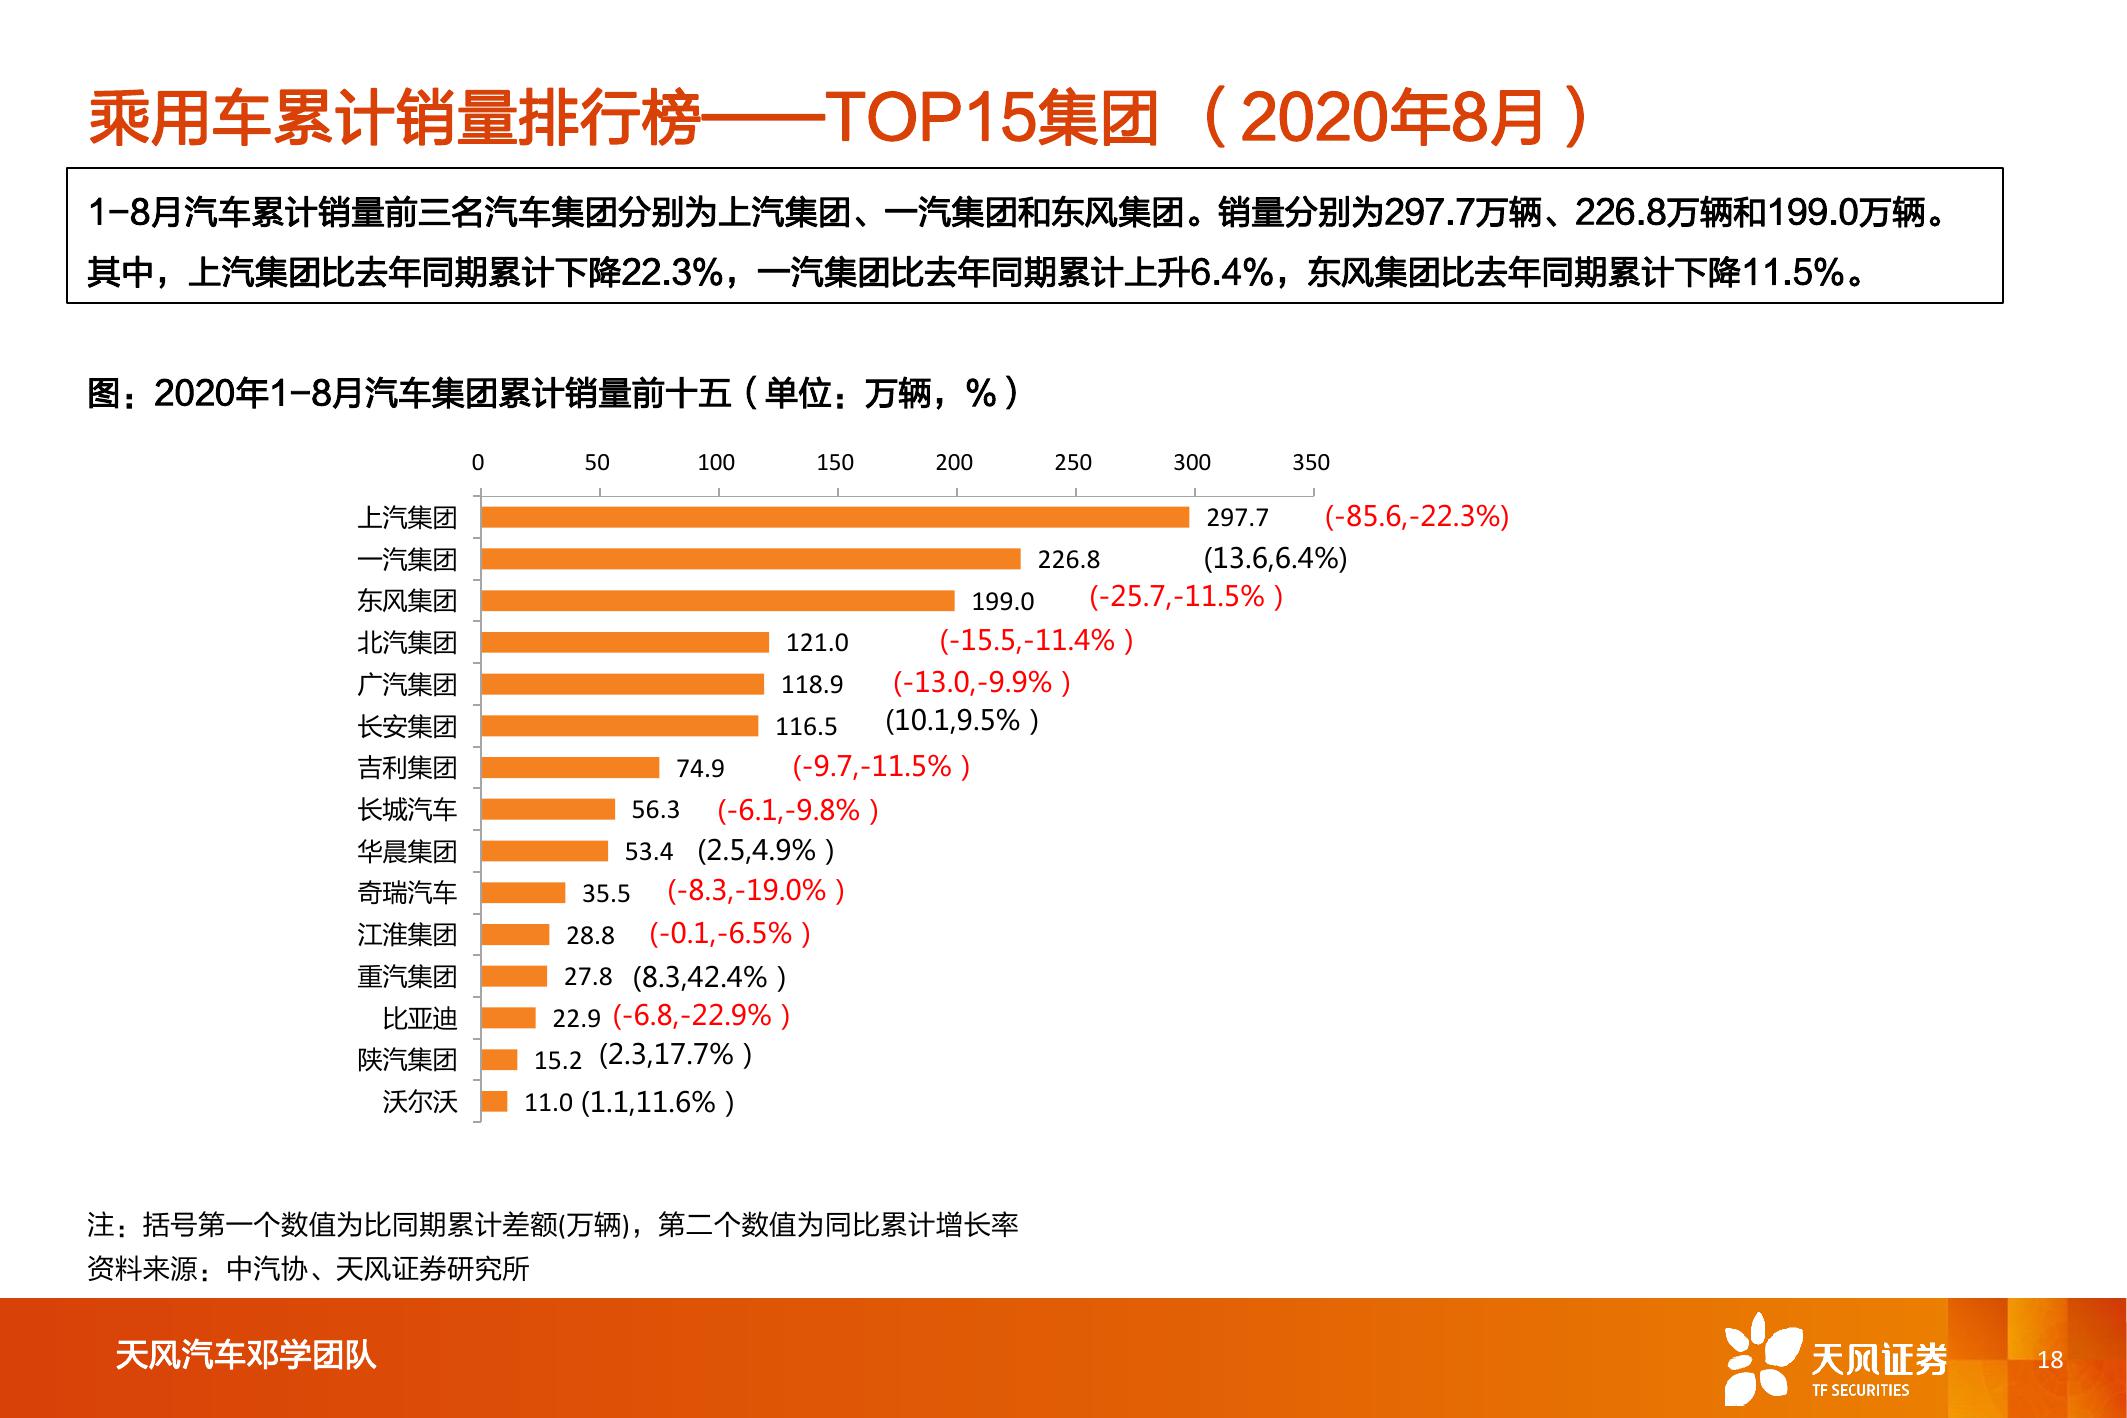 乘用车累计销量排行榜——TOP15集团（2020年8月）
1-8月汽车累计销量前三名汽车集团分别为上汽集团、一汽集团和东风集团。销量分别为297.7万辆、226.8万辆和199.0万辆。
其中，上汽集团比去年同期累计下降22.3%，一汽集团比去年同期累计上升6.4%，东风集团比去年同期累计下降11.5%。
图：2020年1-8月汽车集团累计销量前十五（单位：万辆，%）
0 50 100 150 200 250 300 350
上汽集团 297.7 (-85.6,-22.3%)
一汽集团 226.8 (13.6,6.4%)
东风集团 199.0 (-25.7,-11.5%）
北汽集团 121.0 (-15.5,-11.4%）
广汽集团 118.9 (-13.0,-9.9%）
长安集团 116.5 (10.1,9.5%）
吉利集团 74.9 (-9.7,-11.5%）
长城汽车 56.3 (-6.1,-9.8%）
华晨集团 53.4 (2.5,4.9%）
奇瑞汽车 35.5 (-8.3,-19.0%）
江淮集团 28.8 (-0.1,-6.5%）
重汽集团 27.8 (8.3,42.4%）
比亚迪 22.9 (-6.8,-22.9%）
陕汽集团 15.2 (2.3,17.7%）
沃尔沃 11.0 (1.1,11.6%）
注：括号第一个数值为比同期累计差额(万辆)，第二个数值为同比累计增长率
资料来源：中汽协、天风证券研究所
天风汽车邓学团队
天风证券
TF SECURITIES
18